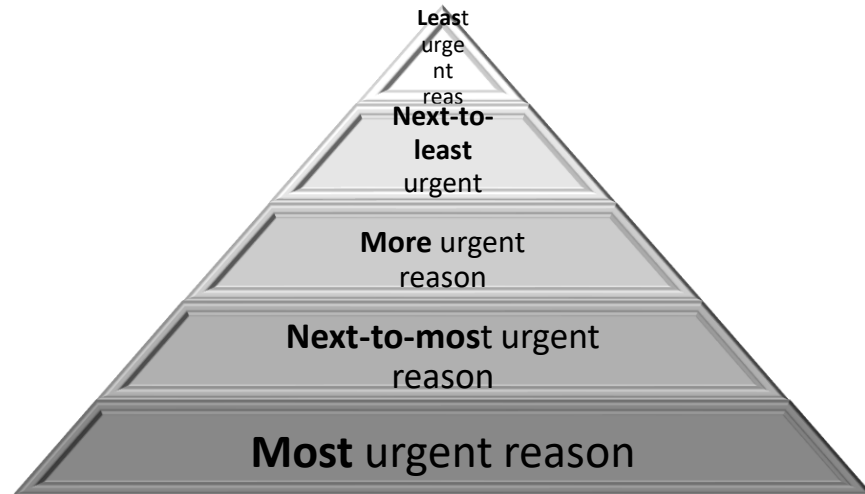 Least
urge
nt
reas
Next-to-
least
urgent
More urgent
reason
Next-to-most urgent
reason
Most urgent reason